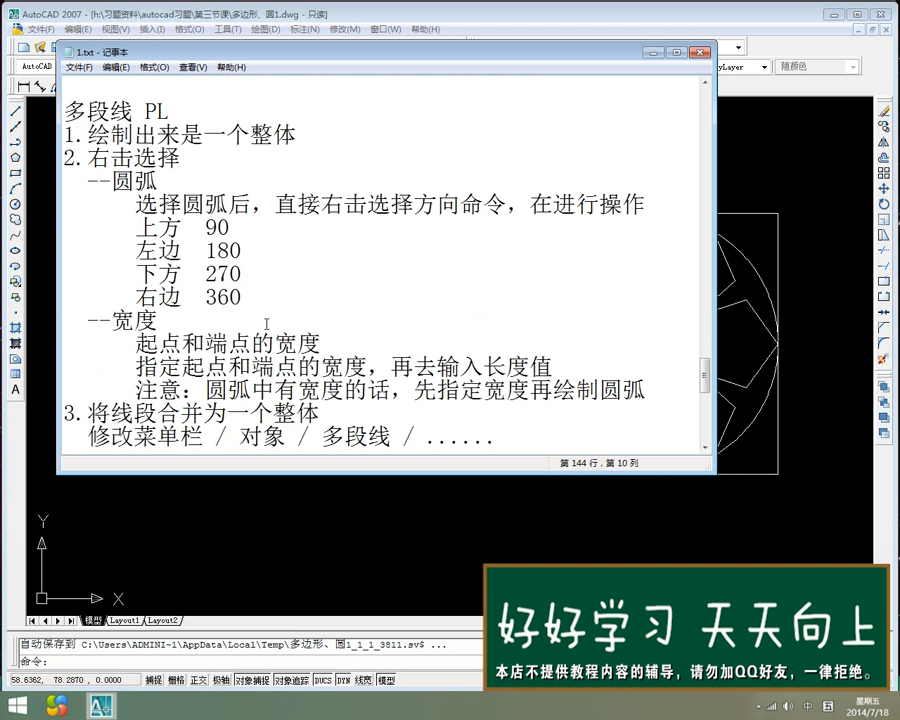 AutoCAD 2007 - [h:\习题资料\autocad习题\第三节课\多边形、圆1.dwg - 只读]
文件(F) 编辑(E) 视图(V) 插入(I) 格式(O) 工具(T) 绘图(D) 标注(N) 修改(M) 窗口(W) 帮助(H)
AutoCAD
yLayer
随颜色
1.txt - 记事本
文件(F) 编辑(E) 格式(O) 查看(V) 帮助(H)
多段线 PL
1.绘制出来是一个整体
2.右击选择
--圆弧
选择圆弧后，直接右击选择方向命令，在进行操作
上方 90
左边 180
下方 270
右边 360
--宽度
起点和端点的宽度
指定起点和端点的宽度，再去输入长度值
注意：圆弧中有宽度的话，先指定宽度再绘制圆弧
3.将线段合并为一个整体
修改菜单栏 / 对象 / 多段线 / ......
第 144 行，第 10 列
A
Y
X
模型 Layout1 Layout2
自动保存到 C:\Users\ADMINI~1\AppData\Local\Temp\多边形、圆1_1_1_3811.sv$ ...
命令：
58.6362, 78.2870, 0.0000 捕捉 栅格 正交 极轴 对象捕捉 对象追踪 DUCS DYN 线宽 模型
好好学习 天天向上
本店不提供教程内容的辅导，请勿加QQ好友，一律拒绝。
中
五
星期五
2014/7/18